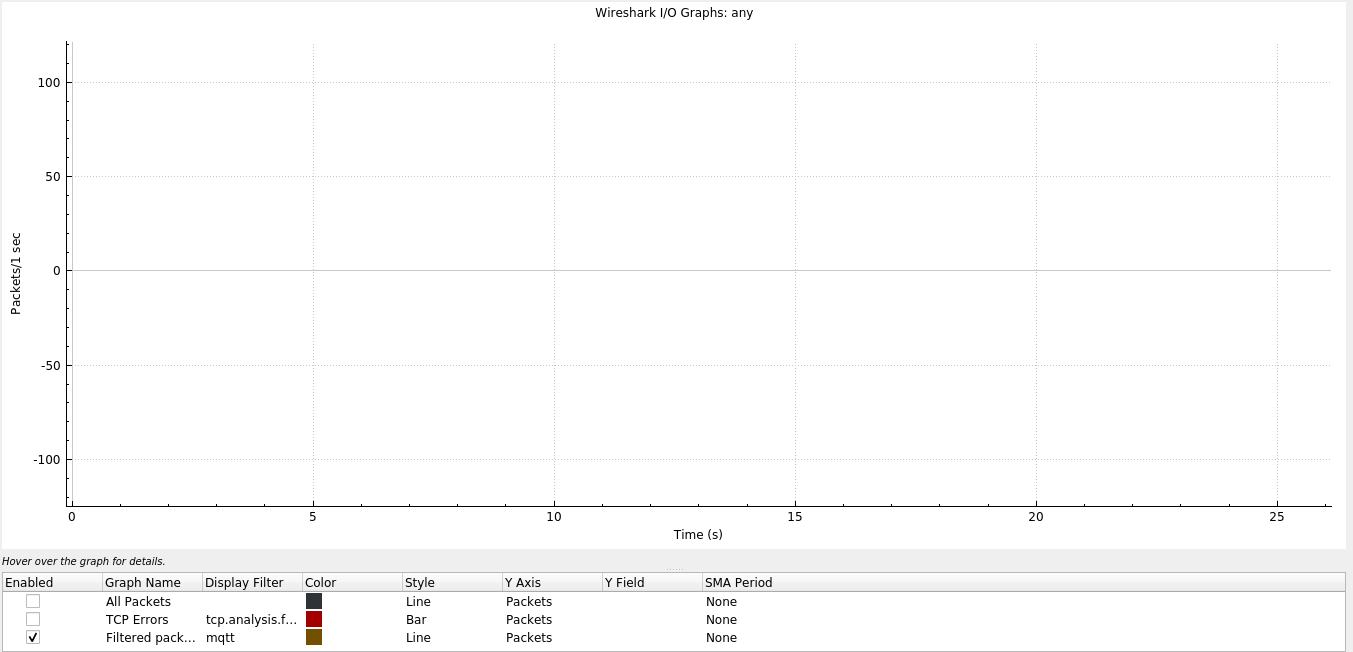 Wireshark I/O Graphs: any
100
50
0
-50
-100
Packets/1 sec
0 5 10 15 20 25
Time (s)
Hover over the graph for details.
Enabled Graph Name Display Filter Color Style Y Axis Y Field SMA Period
All Packets Line Packets None
TCP Errors tcp.analysis.f... Bar Packets None
Filtered pack... mqtt Line Packets None